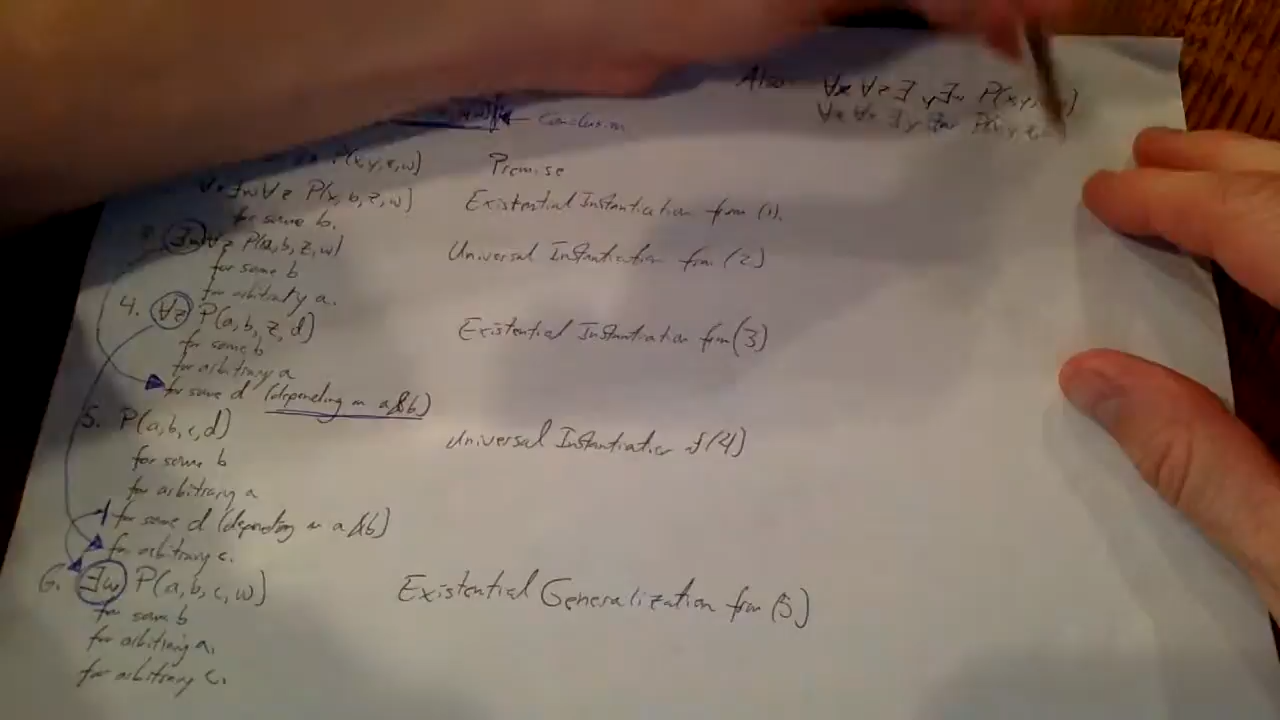 Also ∀x ∀z ∃y ∃w P(x,y,
∀x ∀z ∃y ∃w P(x,y,z,
← Conclusion
P(x,y,z,w) Premise
∀x∃w∀z P(x,b,z,w) Existential Instantiation from (1).
for some b.
∃w∀z P(a,b,z,w) Universal Instantiation from (2)
for some b
for arbitrary a.
4. ∀z P(a,b,z,d) Existential Instantiation from (3)
for some b
for arbitrary a
for some d (depending on a&b)
5. P(a,b,c,d) Universal Instantiation of (4)
for some b
for arbitrary a
for some d (depending on a&b)
for arbitrary c.
6. ∃w P(a,b,c,w) Existential Generalization from (5)
for some b
for arbitrary a,
for arbitrary c.